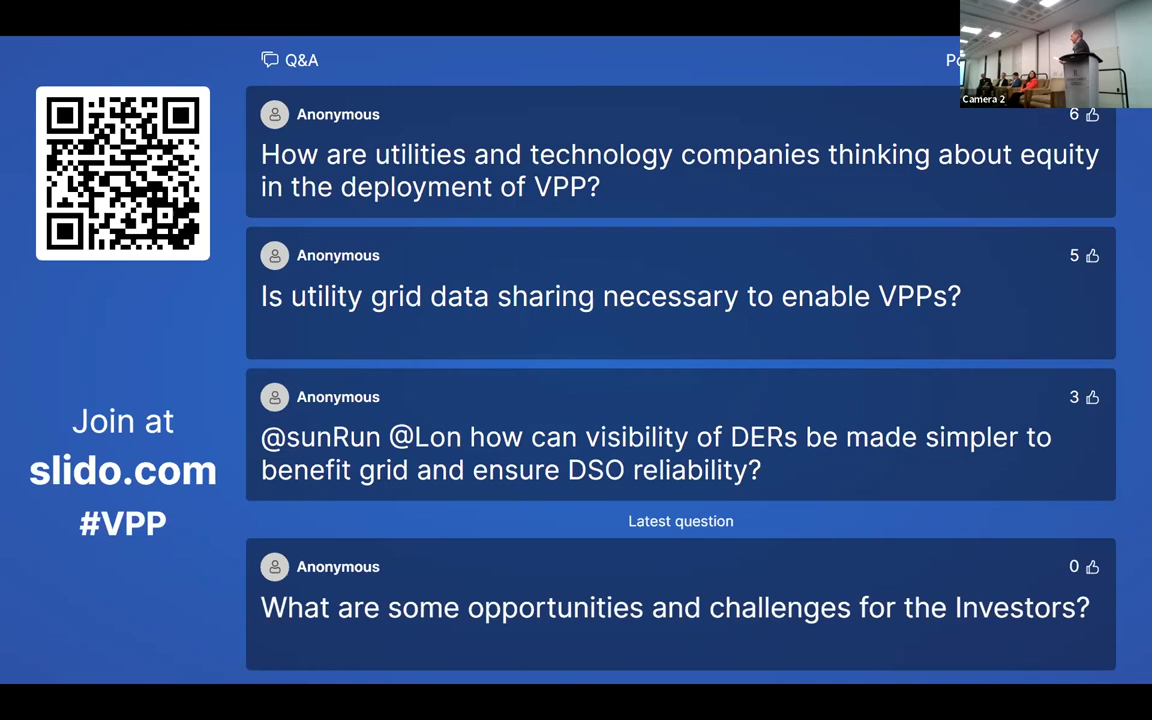 Q&A
Camera 2
Anonymous
6
How are utilities and technology companies thinking about equity
in the deployment of VPP?
Anonymous
5
Is utility grid data sharing necessary to enable VPPs?
Anonymous
3
@sunRun @Lon how can visibility of DERs be made simpler to
benefit grid and ensure DSO reliability?
Join at
slido.com
#VPP
Latest question
Anonymous
0
What are some opportunities and challenges for the Investors?